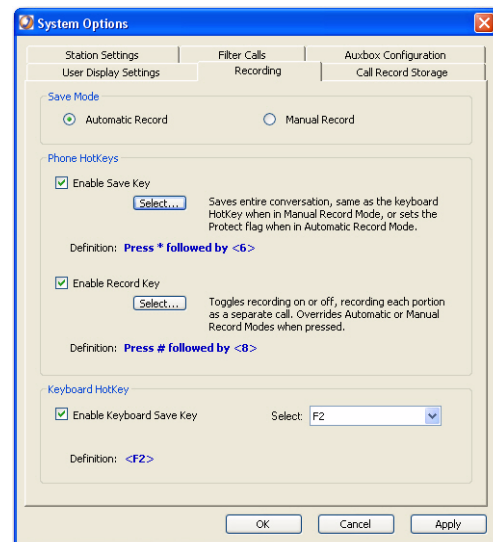 System Options
Station Settings
Filter Calls
Auxbox Configuration
User Display Settings
Recording
Call Record Storage
Save Mode
Automatic Record
Manual Record
Phone HotKeys
Enable Save Key
Select...
Saves entire conversation, same as the keyboard
HotKey when in Manual Record Mode, or sets the
Protect flag when in Automatic Record Mode.
Definition: Press * followed by <6>
Enable Record Key
Select...
Toggles recording on or off, recording each portion
as a separate call. Overrides Automatic or Manual
Record Modes when pressed.
Definition: Press # followed by <8>
Keyboard HotKey
Enable Keyboard Save Key
Select: F2
Definition: <F2>
OK
Cancel
Apply